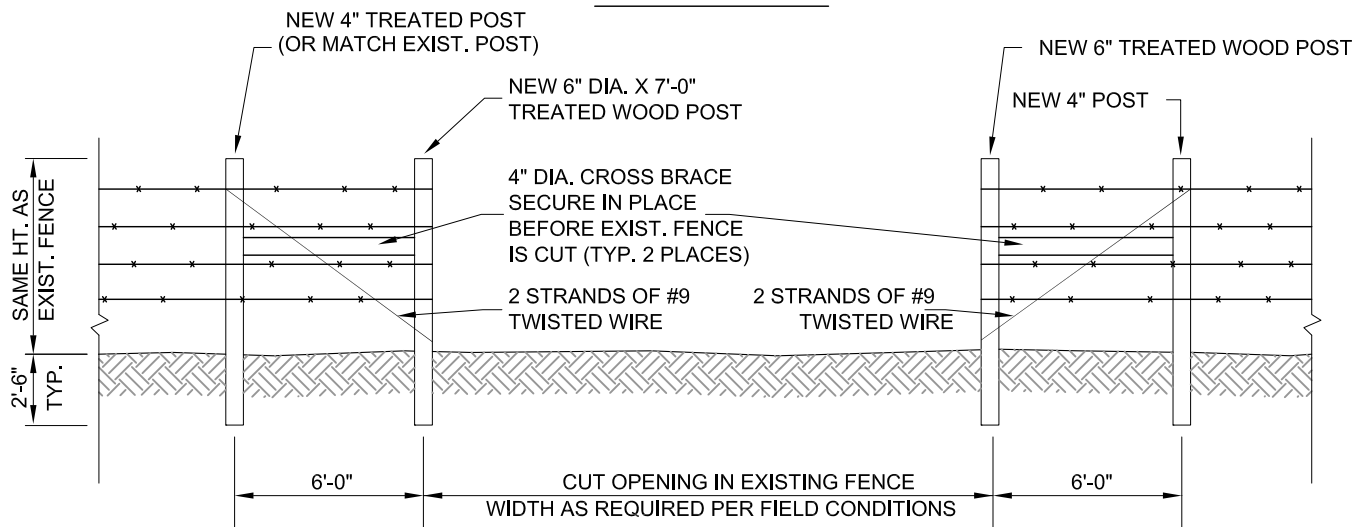 NEW 4" TREATED POST
(OR MATCH EXIST. POST)
NEW 6" DIA. X 7'-0"
TREATED WOOD POST
NEW 6" TREATED WOOD POST
NEW 4" POST
4" DIA. CROSS BRACE
SECURE IN PLACE
BEFORE EXIST. FENCE
IS CUT (TYP. 2 PLACES)
2 STRANDS OF #9
TWISTED WIRE
2 STRANDS OF #9
TWISTED WIRE
SAME HT. AS
EXIST. FENCE
2'-6"
TYP.
6'-0"
CUT OPENING IN EXISTING FENCE
WIDTH AS REQUIRED PER FIELD CONDITIONS
6'-0"